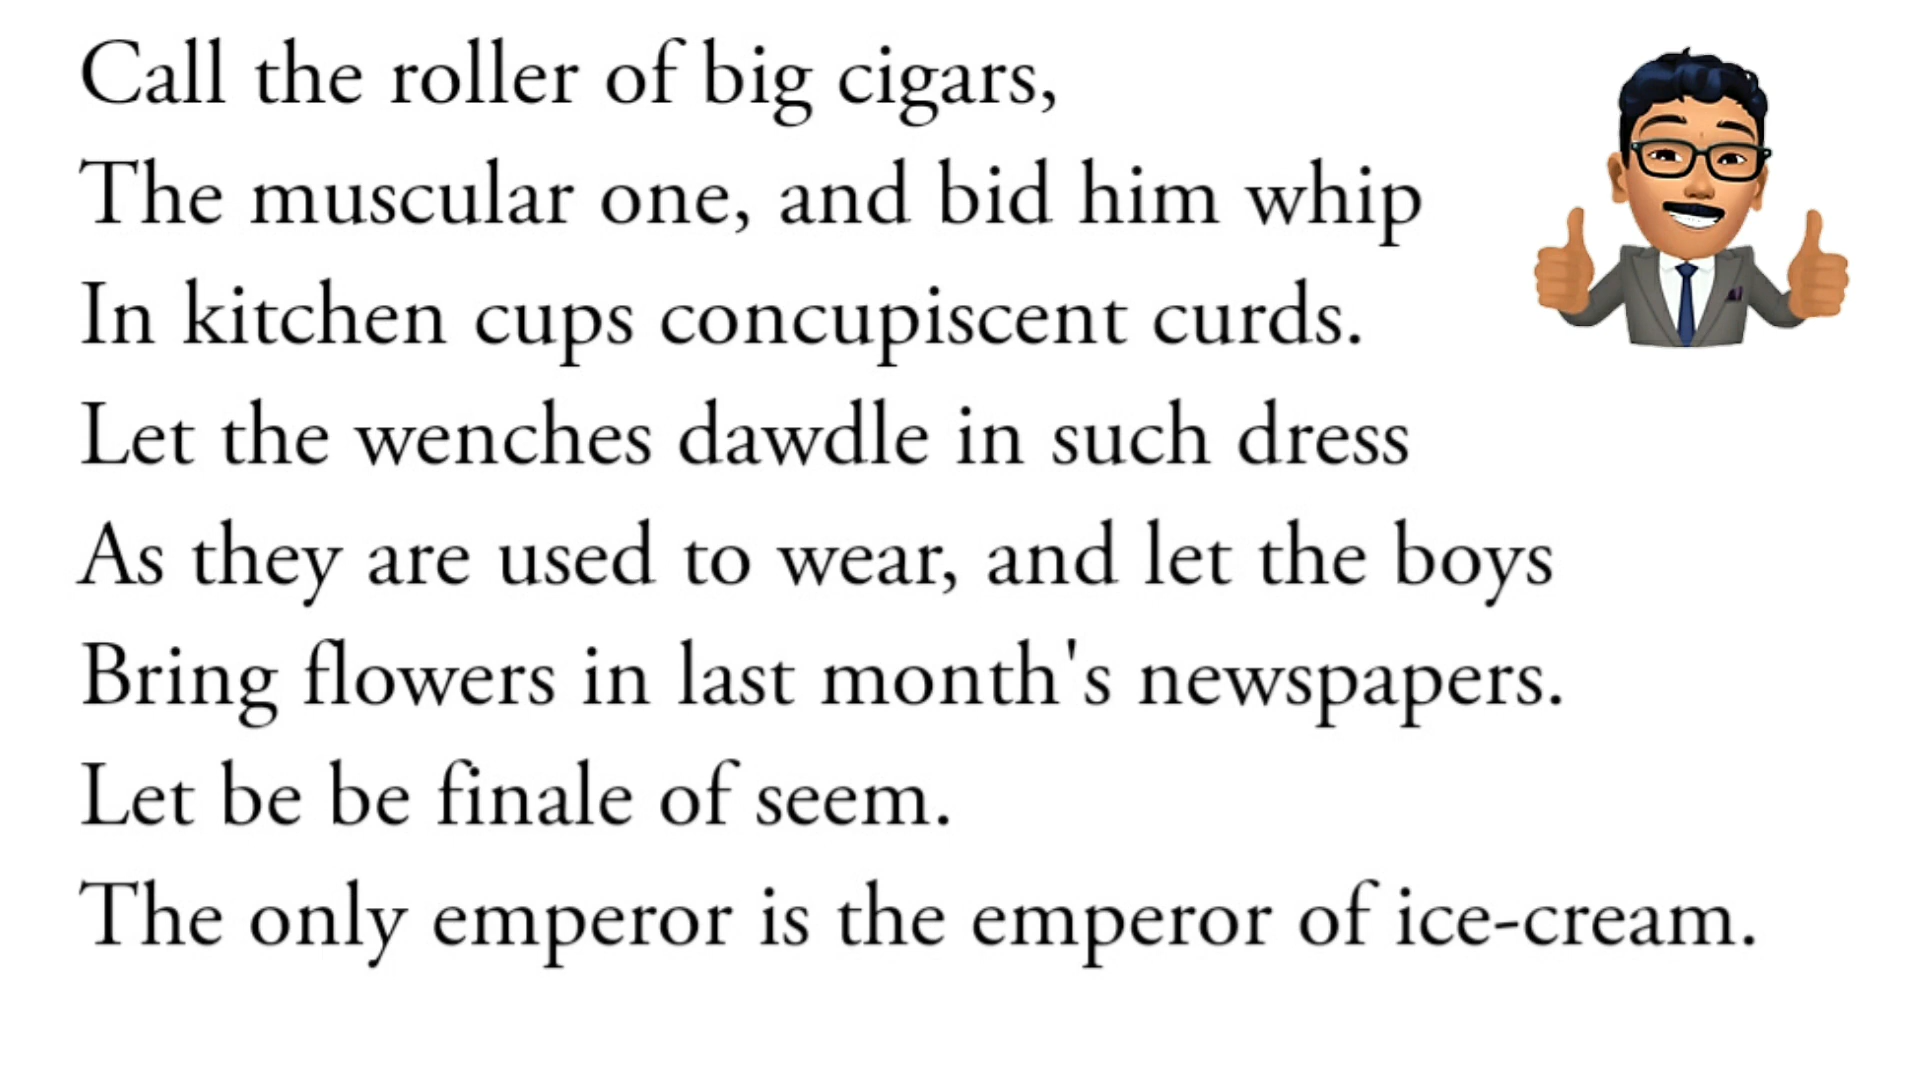 Call the roller of big cigars,
The muscular one, and bid him whip
In kitchen cups concupiscent curds.
Let the wenches dawdle in such dress
As they are used to wear, and let the boys
Bring flowers in last month's newspapers.
Let be be finale of seem.
The only emperor is the emperor of ice-cream.